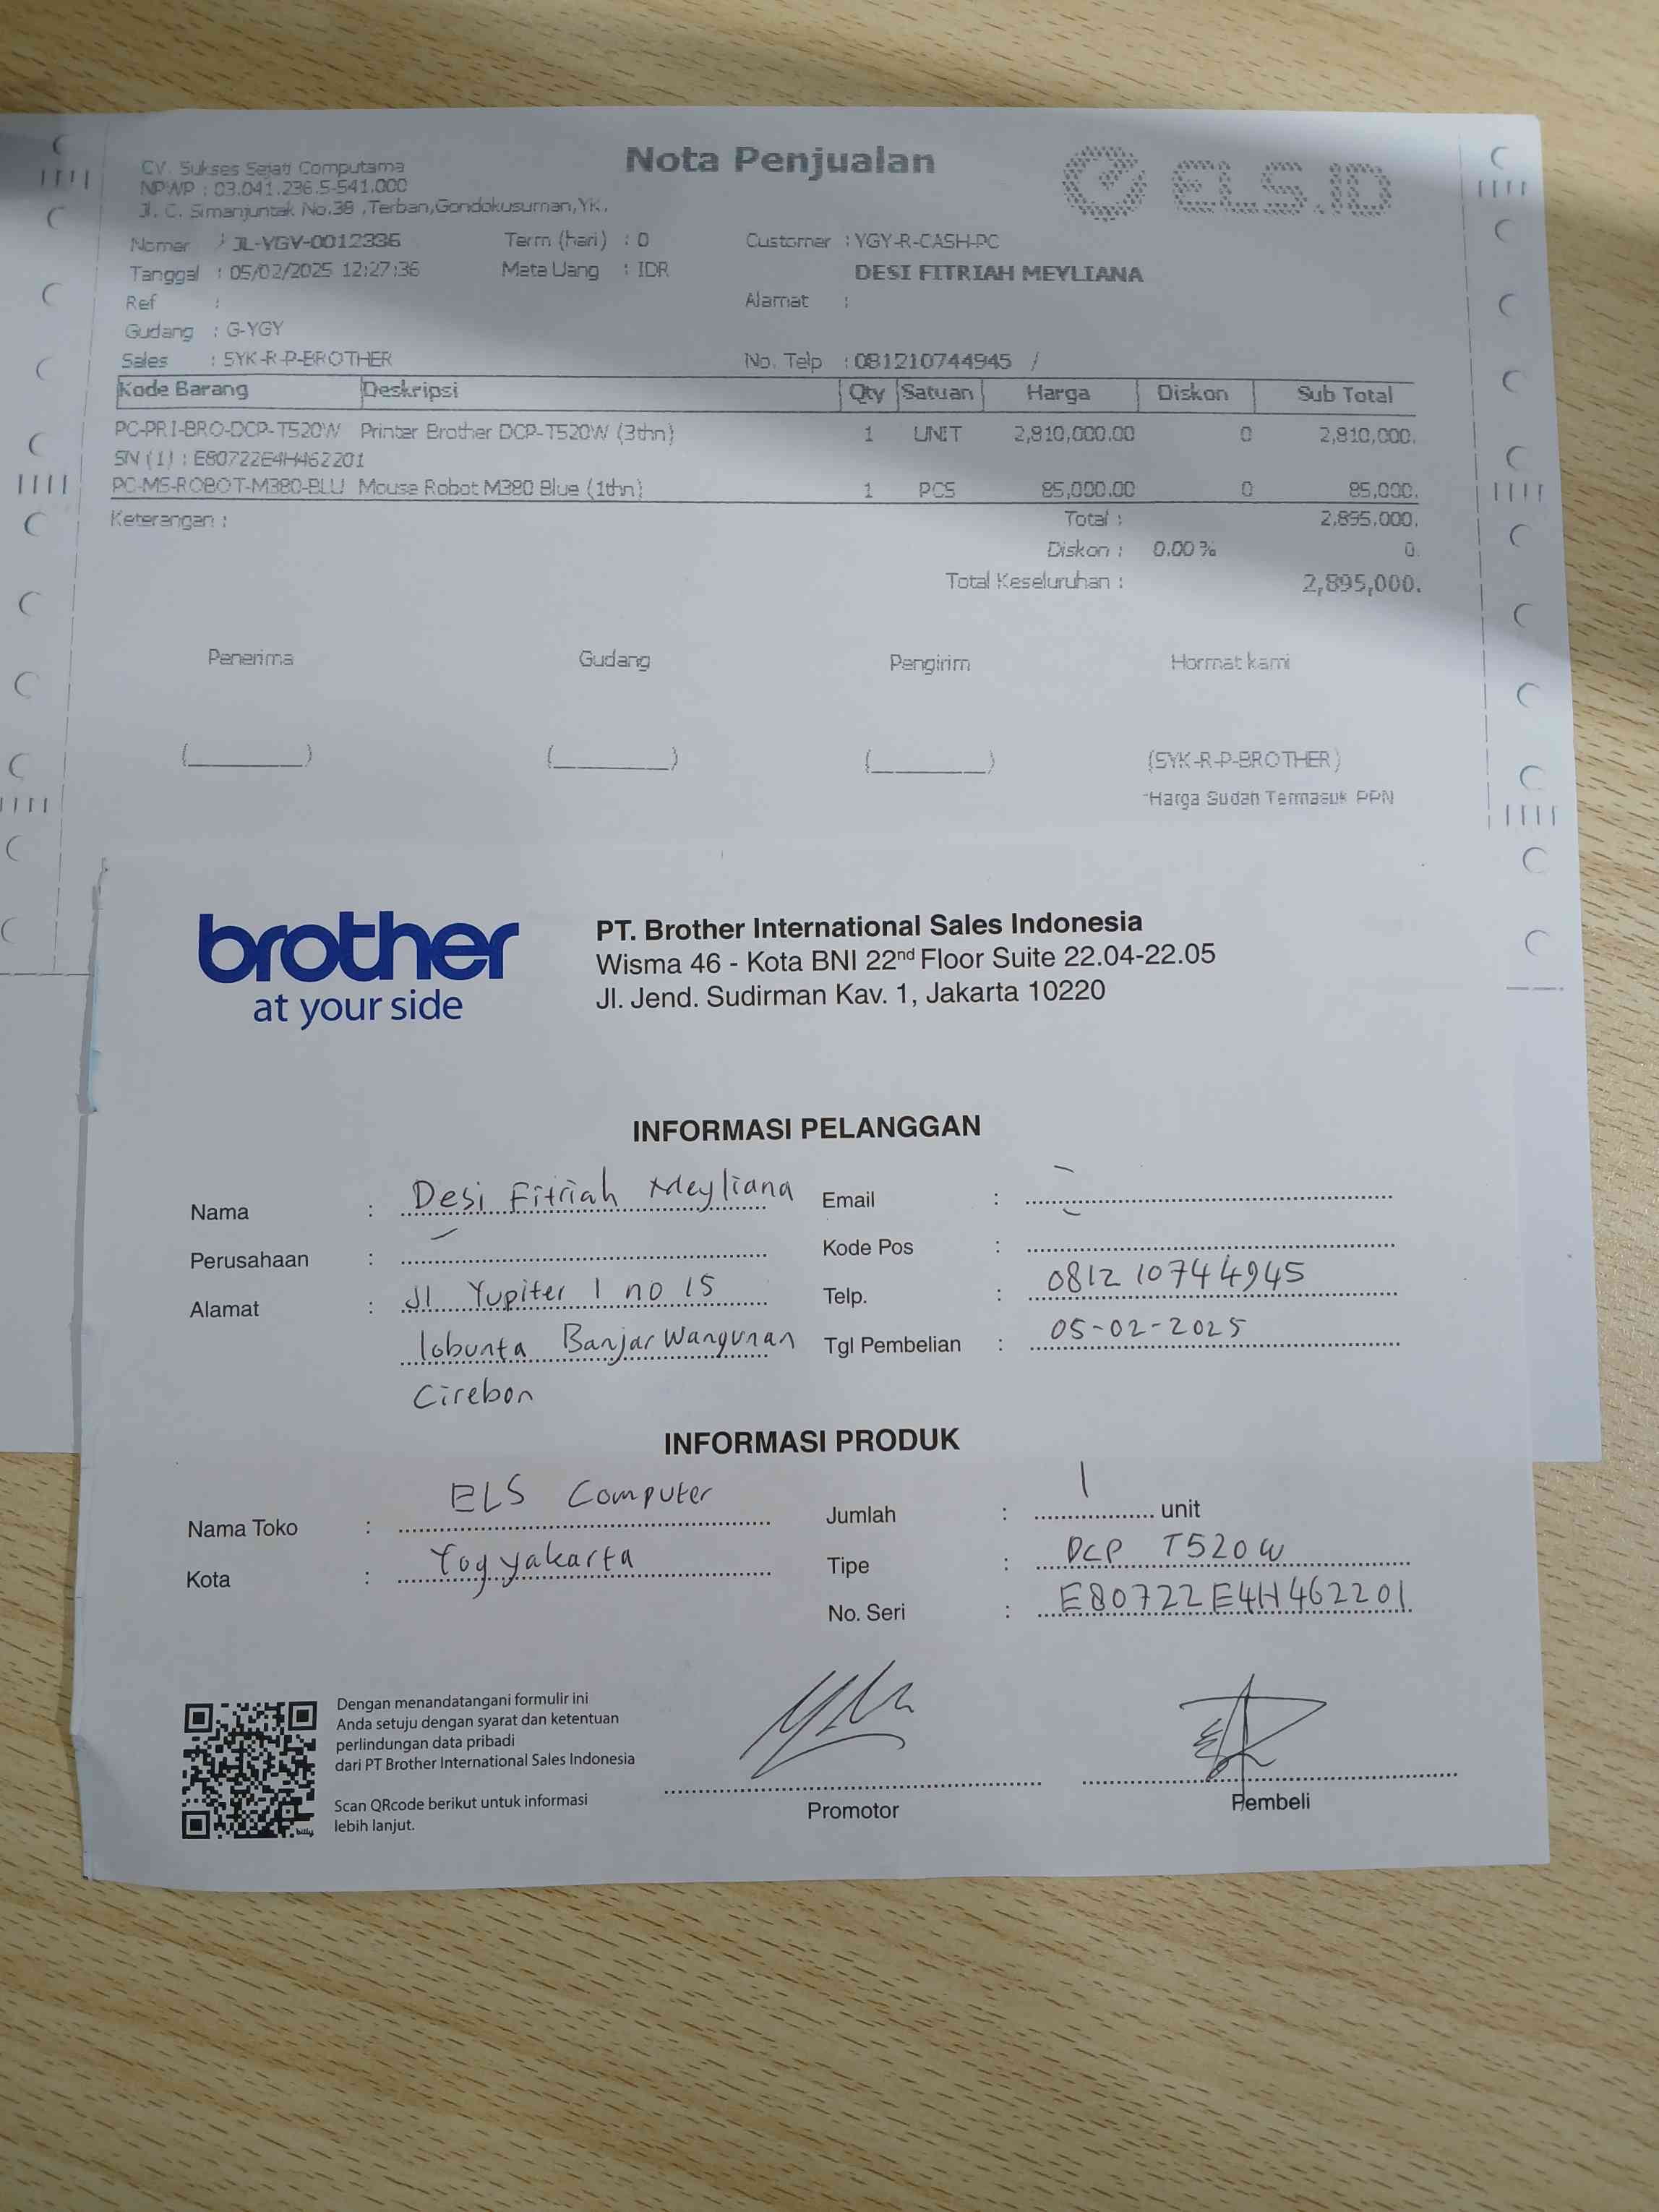 CV. Sukses Sejati Computama
NPWP : 03.041.236.5-541.000
Jl. C. Simanjuntak No.38 ,Terban,Gondokusuman,YK.
Nota Penjualan
ELS.ID
Nomer : JL-YGY-0012336
Term (hari) : 0
Customer : YGY-R-CASH-PC
Tanggal : 05/02/2025 12:27:36
Mata Uang : IDR
DESI FITRIAH MEYLIANA
Ref :
Alamat :
Gudang : G-YGY
Sales : SYK-R-P-BROTHER
No. Telp : 081210744945 /
Kode Barang Deskripsi Qty Satuan Harga Diskon Sub Total
PC-PRI-BRO-DCP-T520W Printer Brother DCP-T520W (3thn) 1 UNIT 2,810,000.00 0 2,810,000.
SN (1) : E80722E4H462201
PC-MS-ROBOT-M380-BLU Mouse Robot M380 Blue (1thn) 1 PCS 85,000.00 0 85,000.
Keterangan :
Total : 2,895,000.
Diskon : 0.00 % 0
Total Keseluruhan : 2,895,000.
Penerima Gudang Pengirim Hormat kami
(SYK-R-P-BROTHER)
*Harga Sudah Termasuk PPN
brother
at your side
PT. Brother International Sales Indonesia
Wisma 46 - Kota BNI 22nd Floor Suite 22.04-22.05
Jl. Jend. Sudirman Kav. 1, Jakarta 10220
INFORMASI PELANGGAN
Nama : Desi Fitriah Meyliana
Email : -
Perusahaan : -
Kode Pos : -
Alamat : Jl Yupiter 1 no 15
Telp. : 081210744945
lobunta Banjar Wangunan
Tgl Pembelian : 05-02-2025
Cirebon
INFORMASI PRODUK
Nama Toko : ELS Computer
Jumlah : 1 unit
Kota : Yogyakarta
Tipe : DCP T520W
No. Seri : E80722E4H462201
Dengan menandatangani formulir ini
Anda setuju dengan syarat dan ketentuan
perlindungan data pribadi
dari PT Brother International Sales Indonesia
Scan QRcode berikut untuk informasi
lebih lanjut.
bitly
Promotor
Pembeli